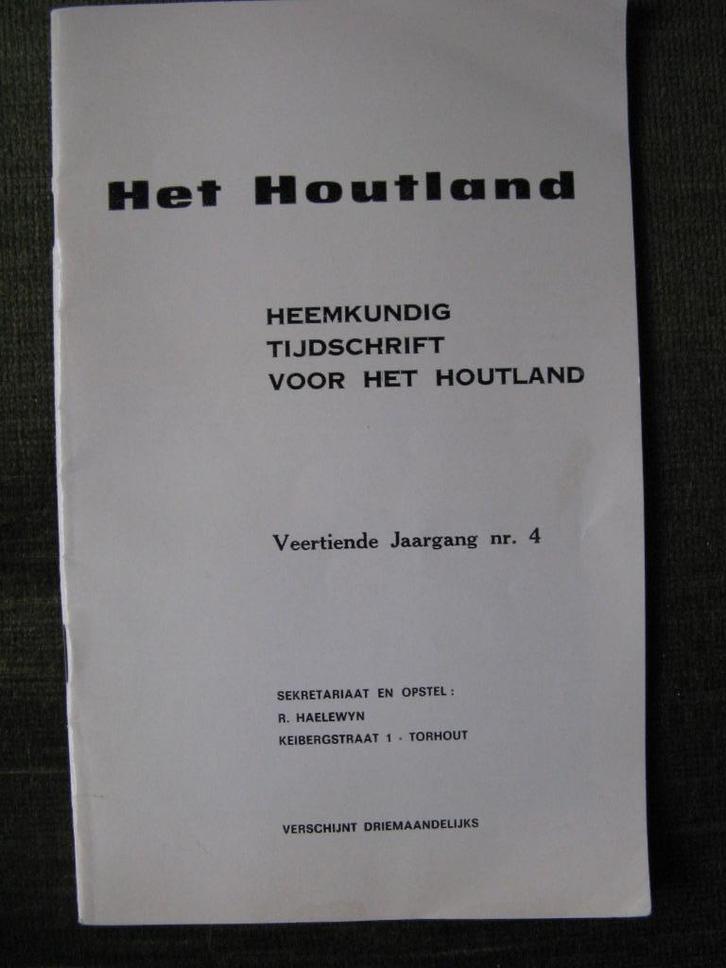 Het Houtland
HEEMKUNDIG
TIJDSCHRIFT
VOOR HET HOUTLAND
Veertiende Jaargang nr. 4
SEKRETARIAAT EN OPSTEL :
R. HAELEWYN
KEIBERGSTRAAT 1 - TORHOUT
VERSCHIJNT DRIEMAANDELIJKS